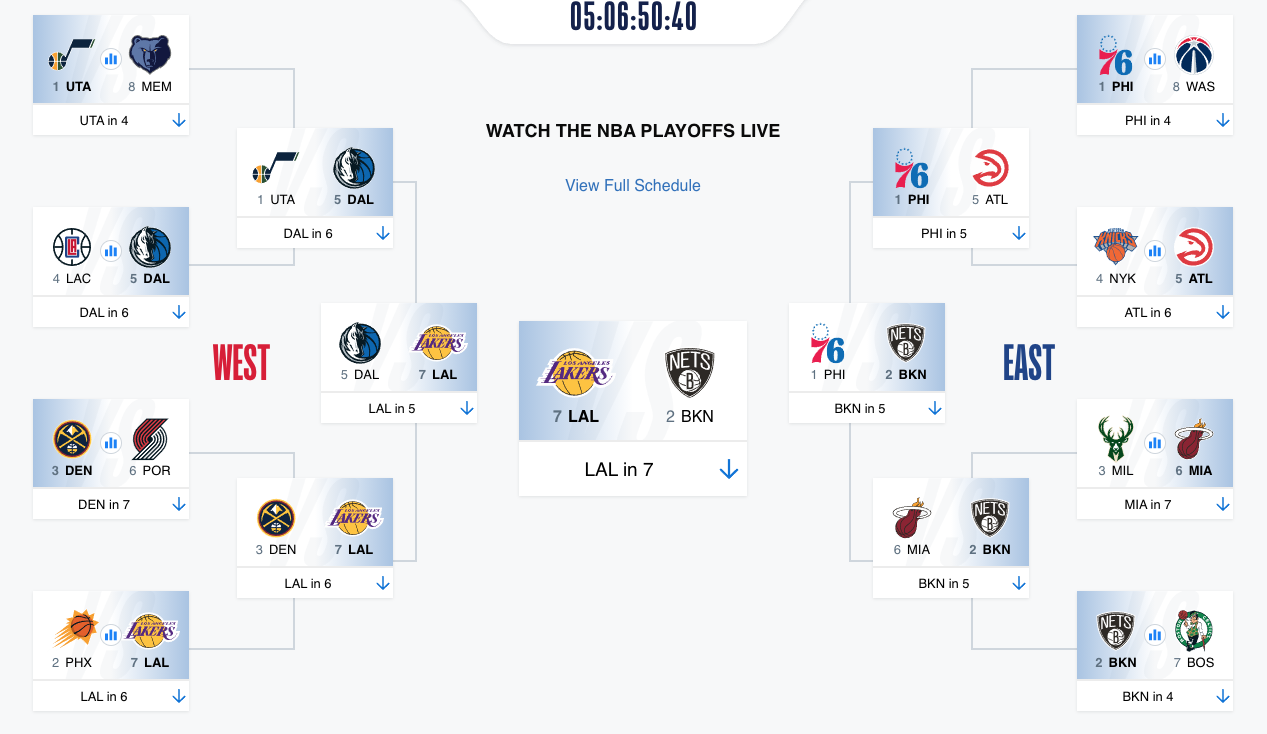 05:06:50:40
WATCH THE NBA PLAYOFFS LIVE
View Full Schedule
1 UTA 8 MEM
UTA in 4
4 LAC 5 DAL
DAL in 6
3 DEN 6 POR
DEN in 7
2 PHX 7 LAL
LAL in 6
1 UTA 5 DAL
DAL in 6
3 DEN 7 LAL
LAL in 6
WEST
5 DAL 7 LAL
LAL in 5
LOS ANGELES
LAKERS
NETS
B
7 LAL 2 BKN
LAL in 7
76
1 PHI 2 BKN
BKN in 5
EAST
1 PHI 5 ATL
PHI in 5
6 MIA 2 BKN
BKN in 5
1 PHI 8 WAS
PHI in 4
KNICKS
4 NYK 5 ATL
ATL in 6
3 MIL 6 MIA
MIA in 7
2 BKN 7 BOS
BKN in 4